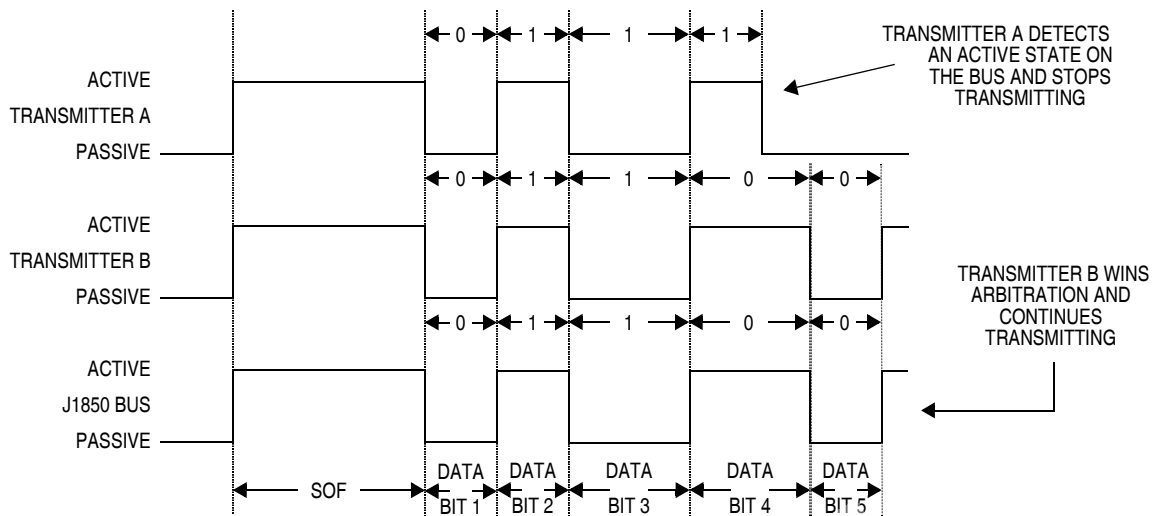 0 1 1 1
TRANSMITTER A DETECTS
AN ACTIVE STATE ON
THE BUS AND STOPS
TRANSMITTING
ACTIVE
TRANSMITTER A
PASSIVE
0 1 1 0 0
ACTIVE
TRANSMITTER B
PASSIVE
TRANSMITTER B WINS
ARBITRATION AND
CONTINUES
TRANSMITTING
0 1 1 0 0
ACTIVE
J1850 BUS
PASSIVE
SOF
DATA
BIT 1
DATA
BIT 2
DATA
BIT 3
DATA
BIT 4
DATA
BIT 5